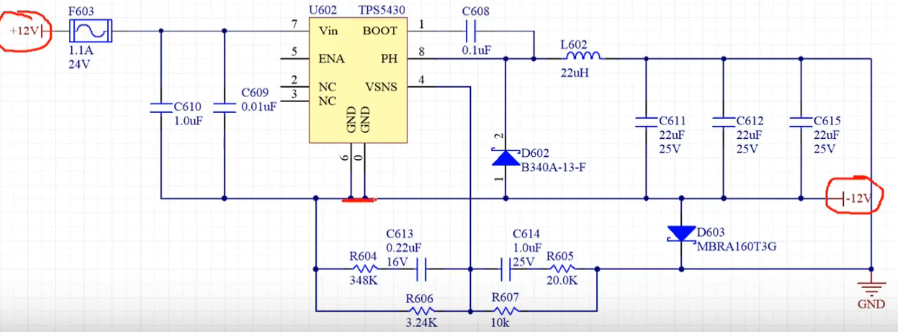 F603
+12V
1.1A
24V
U602 TPS5430
7 Vin BOOT 1
5 ENA PH 8
2 NC VSNS 4
3 NC
GND
GND
6
0
C608
0.1uF
L602
22uH
C610
1.0uF
C609
0.01uF
2
D602
B340A-13-F
1
C611
22uF
25V
C612
22uF
25V
C615
22uF
25V
-12V
D603
MBRA160T3G
C613
0.22uF
16V
R604
348K
C614
1.0uF
25V
R605
20.0K
R606
3.24K
R607
10k
GND